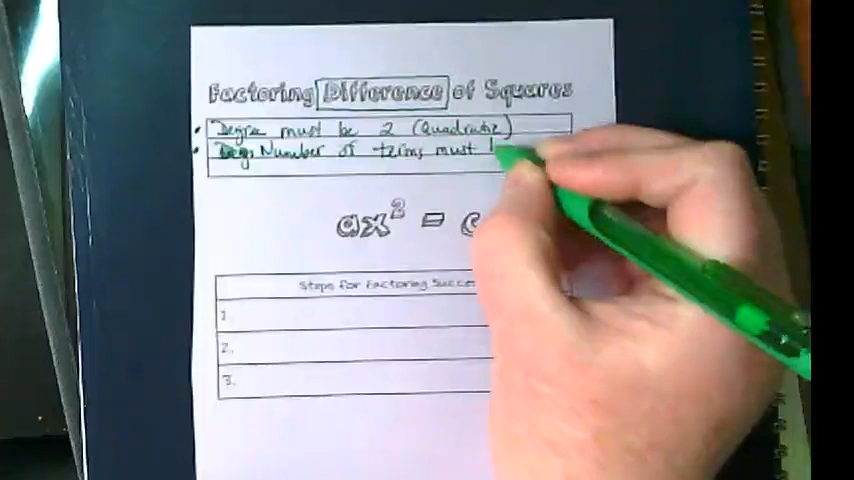 Factoring Difference of Squares
• Degree must be 2 (Quadratic)
• Number of terms must
ax² =
Steps for Factoring Succe
1.
2.
3.